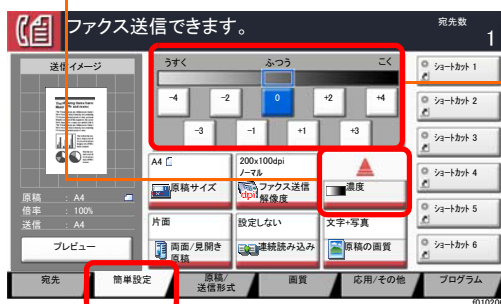 ファクス送信できます。
宛先数
1
送信イメージ
うすく ふつう こく
-4 -2 0 +2 +4
-3 -1 +1 +3
原稿 : A4
倍率 : 100%
送信 : A4
プレビュー
A4
原稿サイズ
200x100dpi
ノーマル
ファクス送信
解像度
濃度
片面
両面/見開き
原稿
設定しない
連続読み込み
文字+写真
原稿の画質
ショートカット 1
ショートカット 2
ショートカット 3
ショートカット 4
ショートカット 5
ショートカット 6
宛先
簡単設定
原稿/
送信形式
画質
応用/その他
プログラム